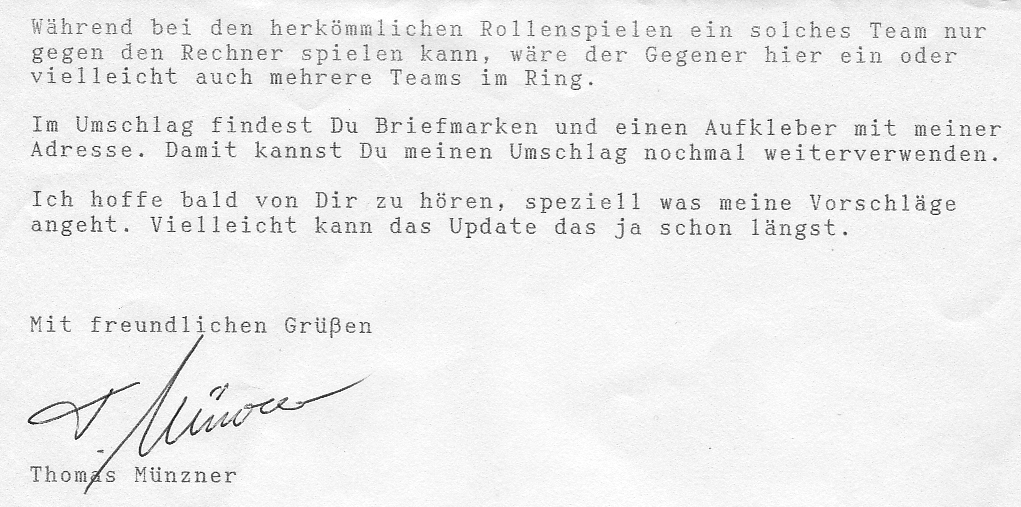 Während bei den herkömmlichen Rollenspielen ein solches Team nur
gegen den Rechner spielen kann, wäre der Gegener hier ein oder
vielleicht auch mehrere Teams im Ring.
Im Umschlag findest Du Briefmarken und einen Aufkleber mit meiner
Adresse. Damit kannst Du meinen Umschlag nochmal weiterverwenden.
Ich hoffe bald von Dir zu hören, speziell was meine Vorschläge
angeht. Vielleicht kann das Update das ja schon längst.
Mit freundlichen Grüßen
T. Münzner
Thomas Münzner